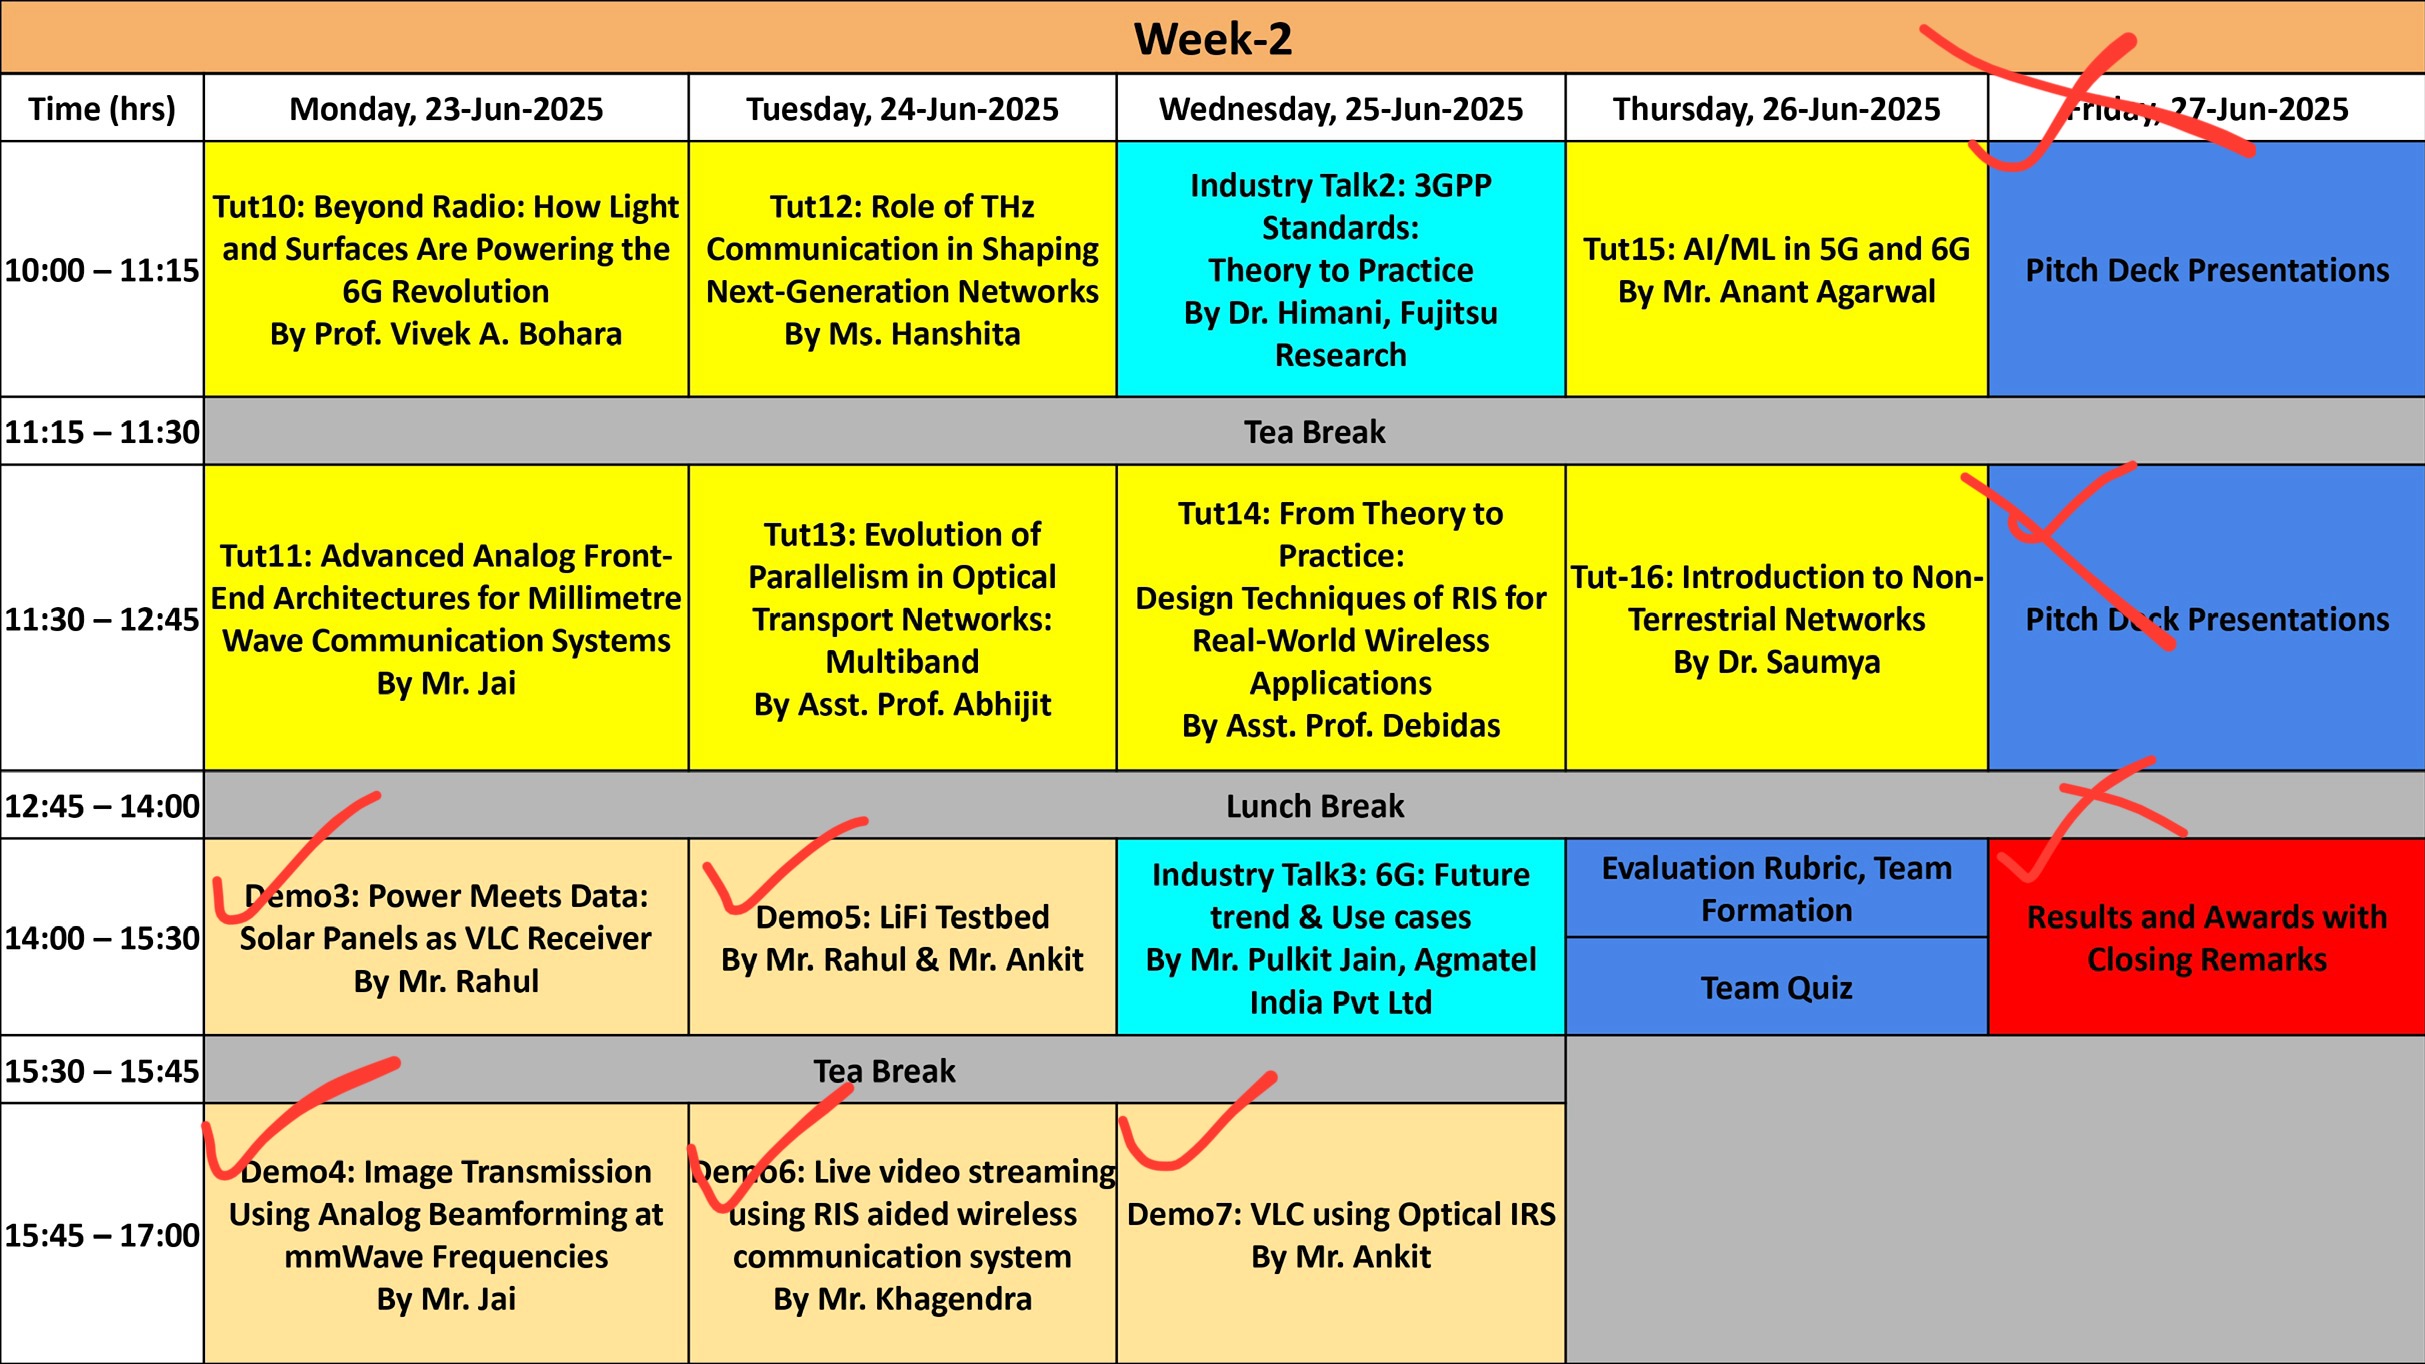 Week-2
Time (hrs)
Monday, 23-Jun-2025
Tuesday, 24-Jun-2025
Wednesday, 25-Jun-2025
Thursday, 26-Jun-2025
Friday, 27-Jun-2025
10:00 – 11:15
Tut10: Beyond Radio: How Light
and Surfaces Are Powering the
6G Revolution
By Prof. Vivek A. Bohara
Tut12: Role of THz
Communication in Shaping
Next-Generation Networks
By Ms. Hanshita
Industry Talk2: 3GPP
Standards:
Theory to Practice
By Dr. Himani, Fujitsu
Research
Tut15: AI/ML in 5G and 6G
By Mr. Anant Agarwal
Pitch Deck Presentations
11:15 – 11:30
Tea Break
11:30 – 12:45
Tut11: Advanced Analog Front-
End Architectures for Millimetre
Wave Communication Systems
By Mr. Jai
Tut13: Evolution of
Parallelism in Optical
Transport Networks:
Multiband
By Asst. Prof. Abhijit
Tut14: From Theory to
Practice:
Design Techniques of RIS for
Real-World Wireless
Applications
By Asst. Prof. Debidas
Tut-16: Introduction to Non-
Terrestrial Networks
By Dr. Saumya
Pitch Deck Presentations
12:45 – 14:00
Lunch Break
14:00 – 15:30
Demo3: Power Meets Data:
Solar Panels as VLC Receiver
By Mr. Rahul
Demo5: LiFi Testbed
By Mr. Rahul & Mr. Ankit
Industry Talk3: 6G: Future
trend & Use cases
By Mr. Pulkit Jain, Agmatel
India Pvt Ltd
Evaluation Rubric, Team
Formation
Team Quiz
Results and Awards with
Closing Remarks
15:30 – 15:45
Tea Break
15:45 – 17:00
Demo4: Image Transmission
Using Analog Beamforming at
mmWave Frequencies
By Mr. Jai
Demo6: Live video streaming
using RIS aided wireless
communication system
By Mr. Khagendra
Demo7: VLC using Optical IRS
By Mr. Ankit